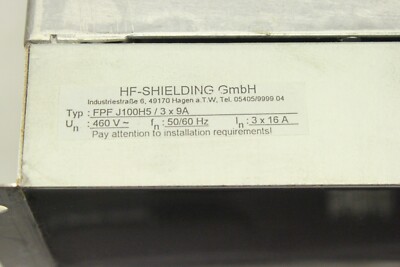 HF-SHIELDING GmbH
Industriestraße 6, 49170 Hagen a.T.W, Tel. 05405/9999 04
Typ : FPF J100H5 / 3 x 9A
Un : 460 V ~ fn : 50/60 Hz In : 3 x 16 A
Pay attention to installation requirements!